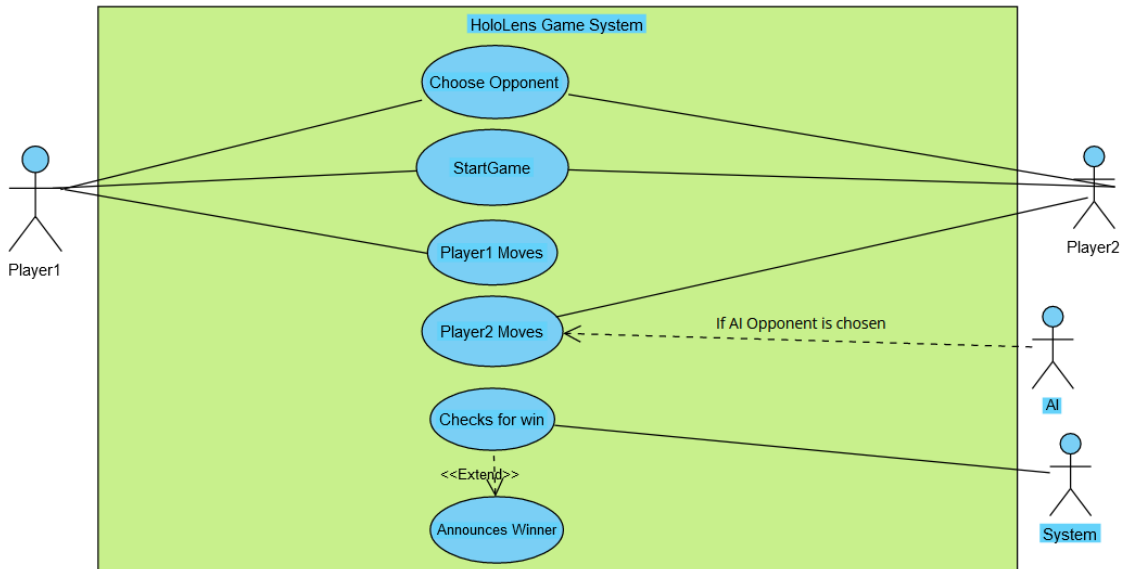 HoloLens Game System
Choose Opponent
StartGame
Player1
Player1 Moves
Player2
Player2 Moves
If AI Opponent is chosen
AI
Checks for win
<<Extend>>
System
Announces Winner